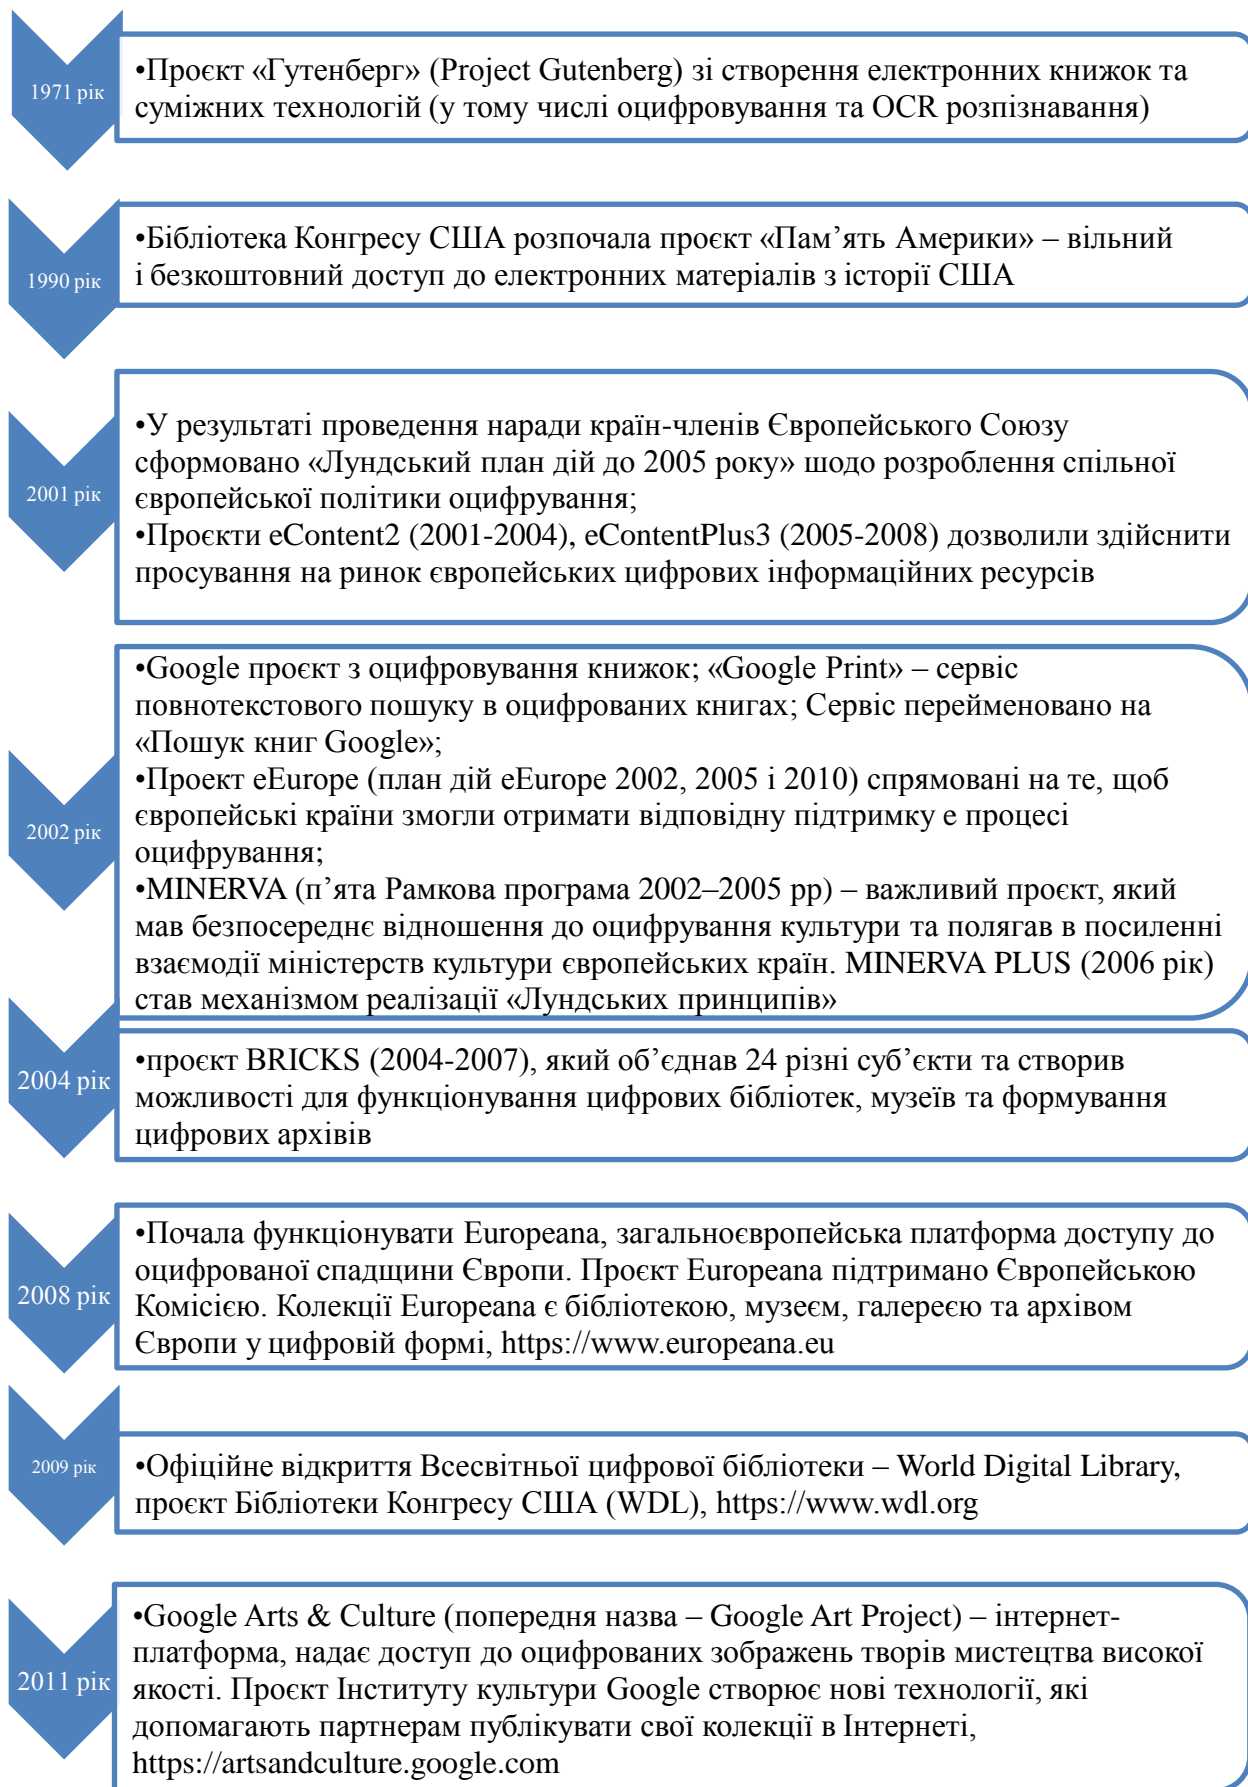 1971 рік
•Проєкт «Гутенберг» (Project Gutenberg) зі створення електронних книжок та
суміжних технологій (у тому числі оцифровування та OCR розпізнавання)
1990 рік
•Бібліотека Конгресу США розпочала проєкт «Пам’ять Америки» – вільний
і безкоштовний доступ до електронних матеріалів з історії США
2001 рік
•У результаті проведення наради країн-членів Європейського Союзу
сформовано «Лундський план дій до 2005 року» щодо розроблення спільної
європейської політики оцифрування;
•Проєкти eContent2 (2001-2004), eContentPlus3 (2005-2008) дозволили здійснити
просування на ринок європейських цифрових інформаційних ресурсів
2002 рік
•Google проєкт з оцифровування книжок; «Google Print» – сервіс
повнотекстового пошуку в оцифрованих книгах; Сервіс перейменовано на
«Пошук книг Google»;
•Проект eEurope (план дій eEurope 2002, 2005 і 2010) спрямовані на те, щоб
європейські країни змогли отримати відповідну підтримку е процесі
оцифрування;
•MINERVA (п’ята Рамкова програма 2002–2005 рр) – важливий проєкт, який
мав безпосереднє відношення до оцифрування культури та полягав в посиленні
взаємодії міністерств культури європейських країн. MINERVA PLUS (2006 рік)
став механізмом реалізації «Лундських принципів»
2004 рік
•проєкт BRICKS (2004-2007), який об’єднав 24 різні суб’єкти та створив
можливості для функціонування цифрових бібліотек, музеїв та формування
цифрових архівів
2008 рік
•Почала функціонувати Europeana, загальноєвропейська платформа доступу до
оцифрованої спадщини Європи. Проєкт Europeana підтримано Європейською
Комісією. Колекції Europeana є бібліотекою, музеєм, галереєю та архівом
Європи у цифровій формі, https://www.europeana.eu
2009 рік
•Офіційне відкриття Всесвітньої цифрової бібліотеки – World Digital Library,
проєкт Бібліотеки Конгресу США (WDL), https://www.wdl.org
2011 рік
•Google Arts & Culture (попередня назва – Google Art Project) – інтернет-
платформа, надає доступ до оцифрованих зображень творів мистецтва високої
якості. Проєкт Інституту культури Google створює нові технології, які
допомагають партнерам публікувати свої колекції в Інтернеті,
https://artsandculture.google.com